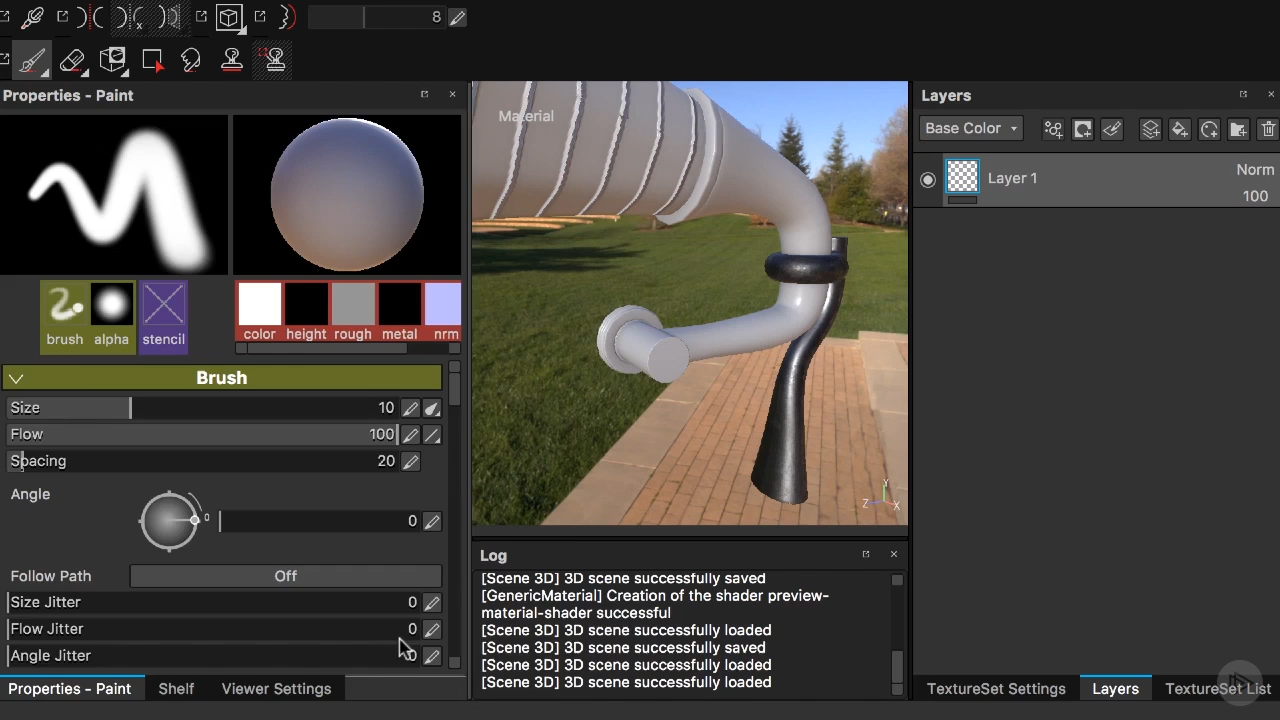 8
Properties - Paint
Layers
Material
Base Color
Layer 1
Norm
100
brush
alpha
stencil
color
height
rough
metal
nrm
Brush
Size
10
Flow
100
Spacing
20
Angle
0
0
Follow Path
Off
Size Jitter
0
Flow Jitter
0
Angle Jitter
0
Y
Z
X
Log
[Scene 3D] 3D scene successfully saved
[GenericMaterial] Creation of the shader preview-
material-shader successful
[Scene 3D] 3D scene successfully loaded
[Scene 3D] 3D scene successfully saved
[Scene 3D] 3D scene successfully loaded
[Scene 3D] 3D scene successfully loaded
Properties - Paint
Shelf
Viewer Settings
TextureSet Settings
Layers
TextureSet List